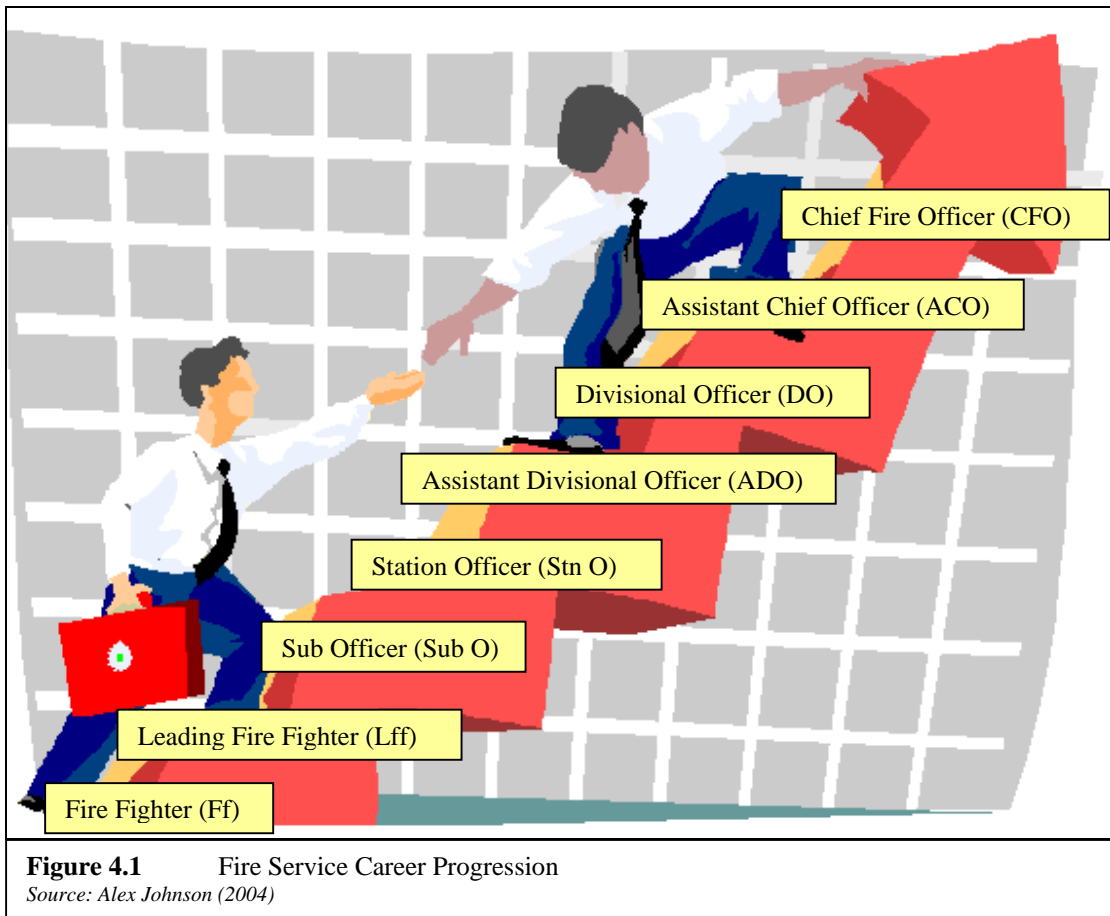 Chief Fire Officer (CFO)
Assistant Chief Officer (ACO)
Divisional Officer (DO)
Assistant Divisional Officer (ADO)
Station Officer (Stn O)
Sub Officer (Sub O)
Leading Fire Fighter (Lff)
Fire Fighter (Ff)
Figure 4.1 Fire Service Career Progression
Source: Alex Johnson (2004)